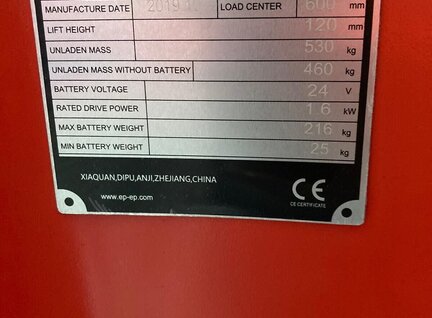 MANUFACTURE DATE 2019 LOAD CENTER 600 mm
LIFT HEIGHT 120 mm
UNLADEN MASS 530 kg
UNLADEN MASS WITHOUT BATTERY 460 kg
BATTERY VOLTAGE 24 V
RATED DRIVE POWER 1.6 kW
MAX BATTERY WEIGHT 216 kg
MIN BATTERY WEIGHT 25 kg
XIAQUAN,DIPU,ANJI,ZHEJIANG,CHINA
www.ep-ep.com
CE
CE CERTIFICATE